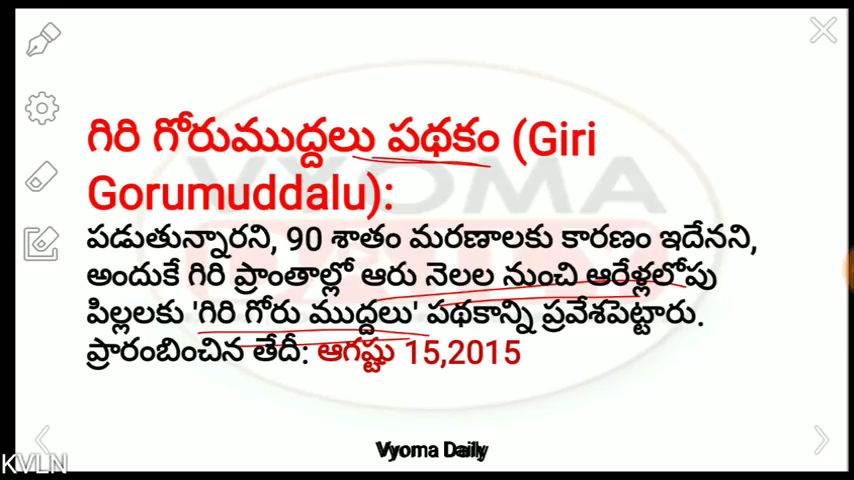 గిరి గోరుముద్దలు పథకం (Giri
Gorumuddalu):
పడుతున్నారని, 90 శాతం మరణాలకు కారణం ఇదేనని,
అందుకే గిరి ప్రాంతాల్లో ఆరు నెలల నుంచి ఆరేళ్లలోపు
పిల్లలకు 'గిరి గోరు ముద్దలు' పథకాన్ని ప్రవేశపెట్టారు.
ప్రారంబించిన తేదీ: ఆగష్టు 15,2015
VYOMA
Vyoma Daily
KVLN